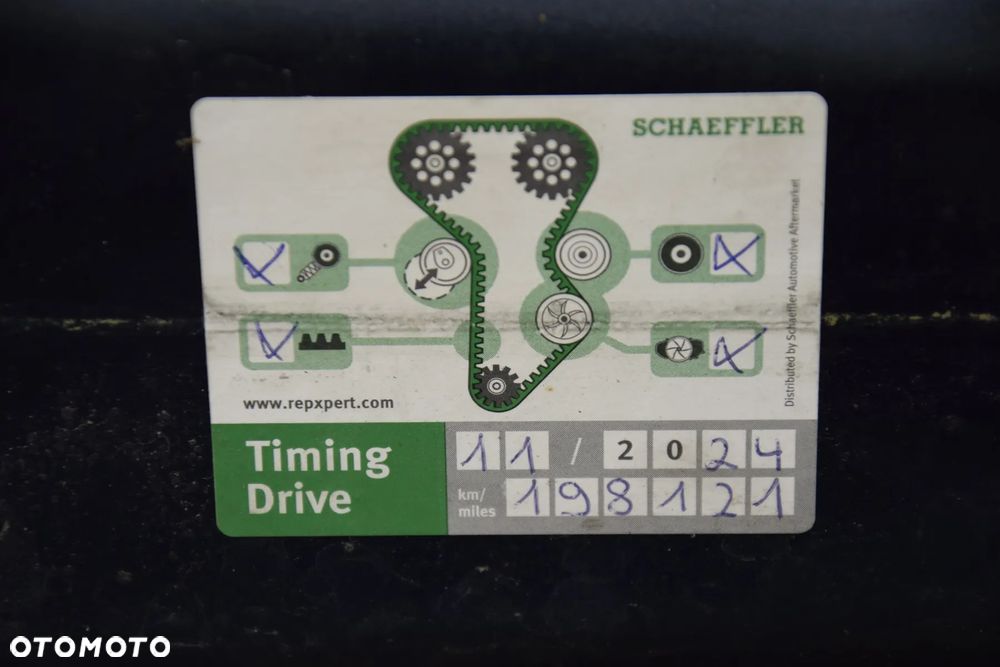 SCHAEFFLER
Distributed by Schaeffler Automotive Aftermarket
www.repxpert.com
Timing
Drive
11 / 2024
km/
miles
198121
OTOMOTO